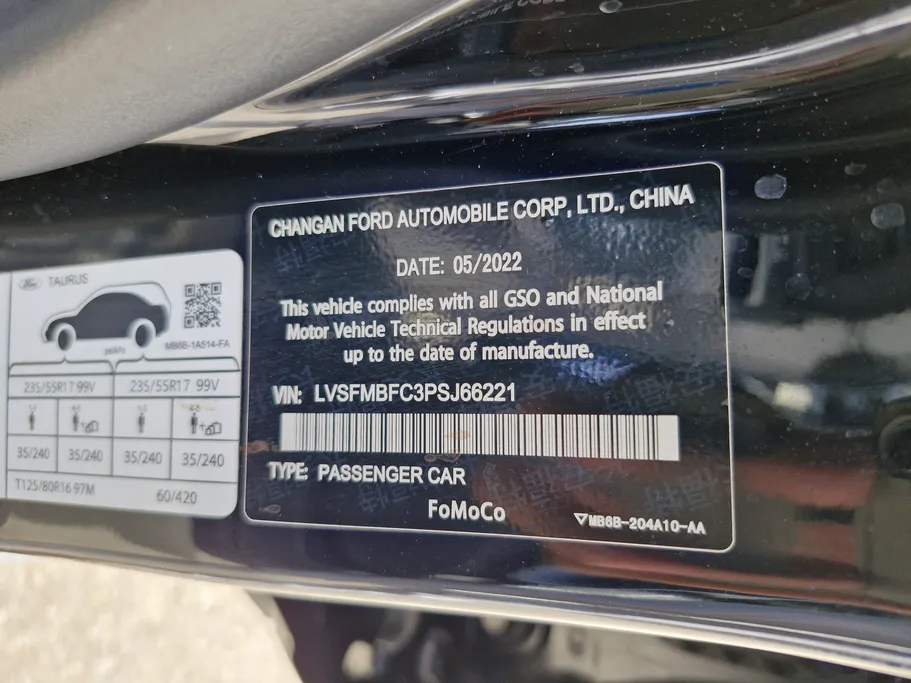 Ford TAURUS
MB6B-1A514-FA
psi/kPa
235/55R17 99V 235/55R17 99V
35/240 35/240 35/240 35/240
T125/80R16 97M 60/420
CHANGAN FORD AUTOMOBILE CORP, LTD., CHINA
DATE: 05/2022
This vehicle complies with all GSO and National
Motor Vehicle Technical Regulations in effect
up to the date of manufacture.
VIN: LVSFMBFC3PSJ66221
TYPE: PASSENGER CAR
FoMoCo
MB6B-204A10-AA